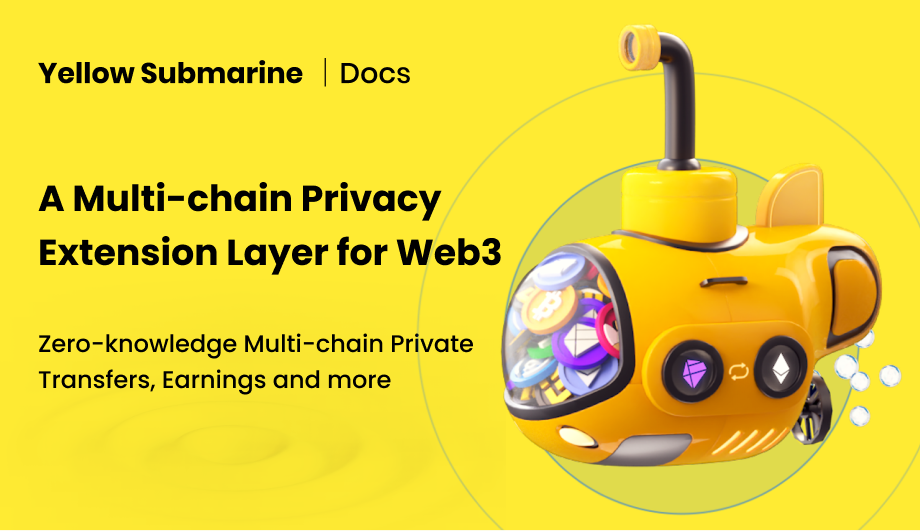 Yellow Submarine | Docs
A Multi-chain Privacy
Extension Layer for Web3
Zero-knowledge Multi-chain Private
Transfers, Earnings and more